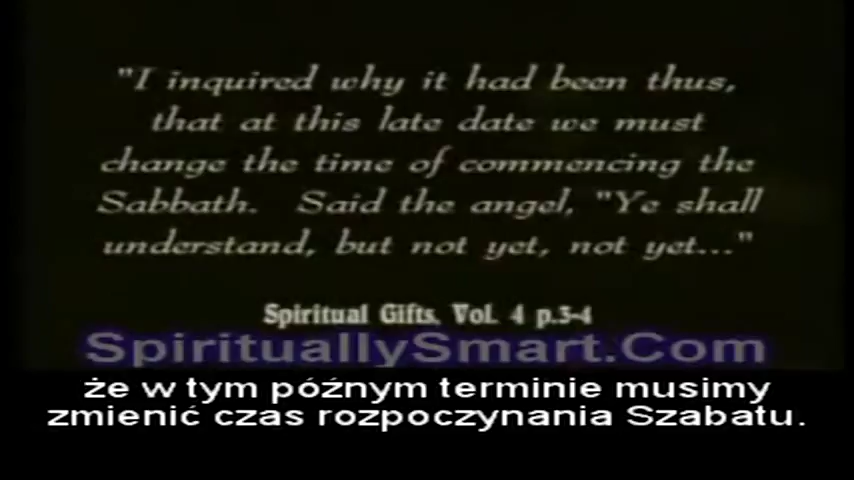 "I inquired why it had been thus,
that at this late date we must
change the time of commencing the
Sabbath. Said the angel, "Ye shall
understand, but not yet, not yet..."
Spiritual Gifts, Vol. 4 p.3-4
SpirituallySmart.Com
że w tym późnym terminie musimy
zmienić czas rozpoczynania Szabatu.